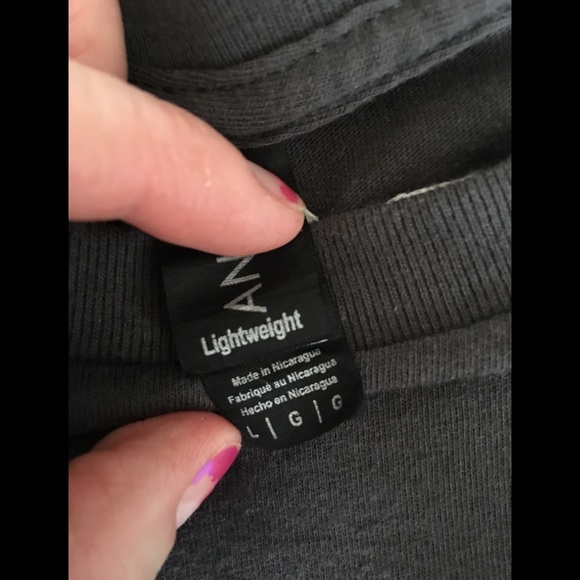 AN
Lightweight
Made in Nicaragua
Fabriqué au Nicaragua
Hecho en Nicaragua
L | G | G